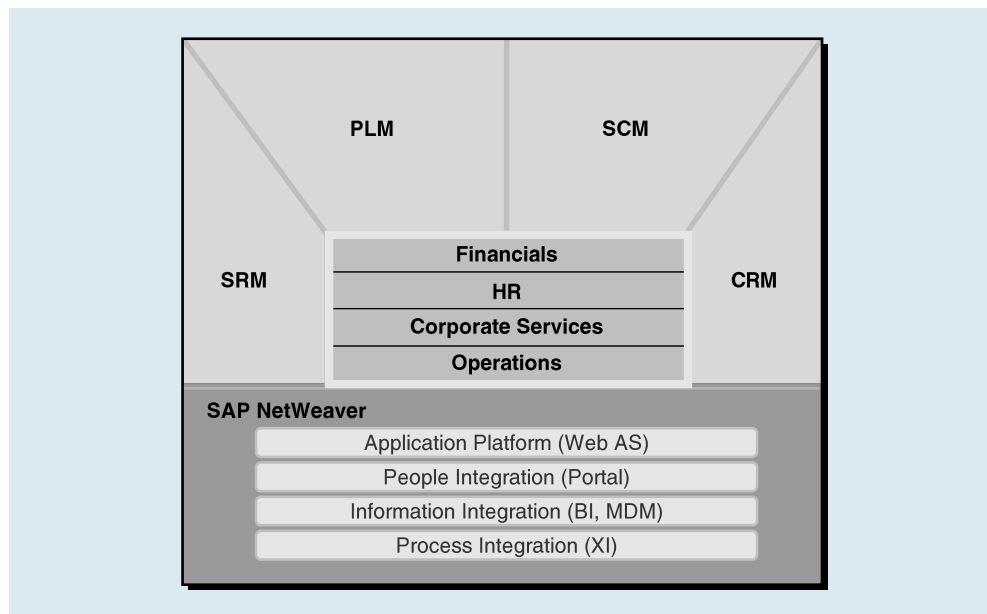 PLM
SCM
SRM
CRM
Financials
HR
Corporate Services
Operations
SAP NetWeaver
Application Platform (Web AS)
People Integration (Portal)
Information Integration (BI, MDM)
Process Integration (XI)